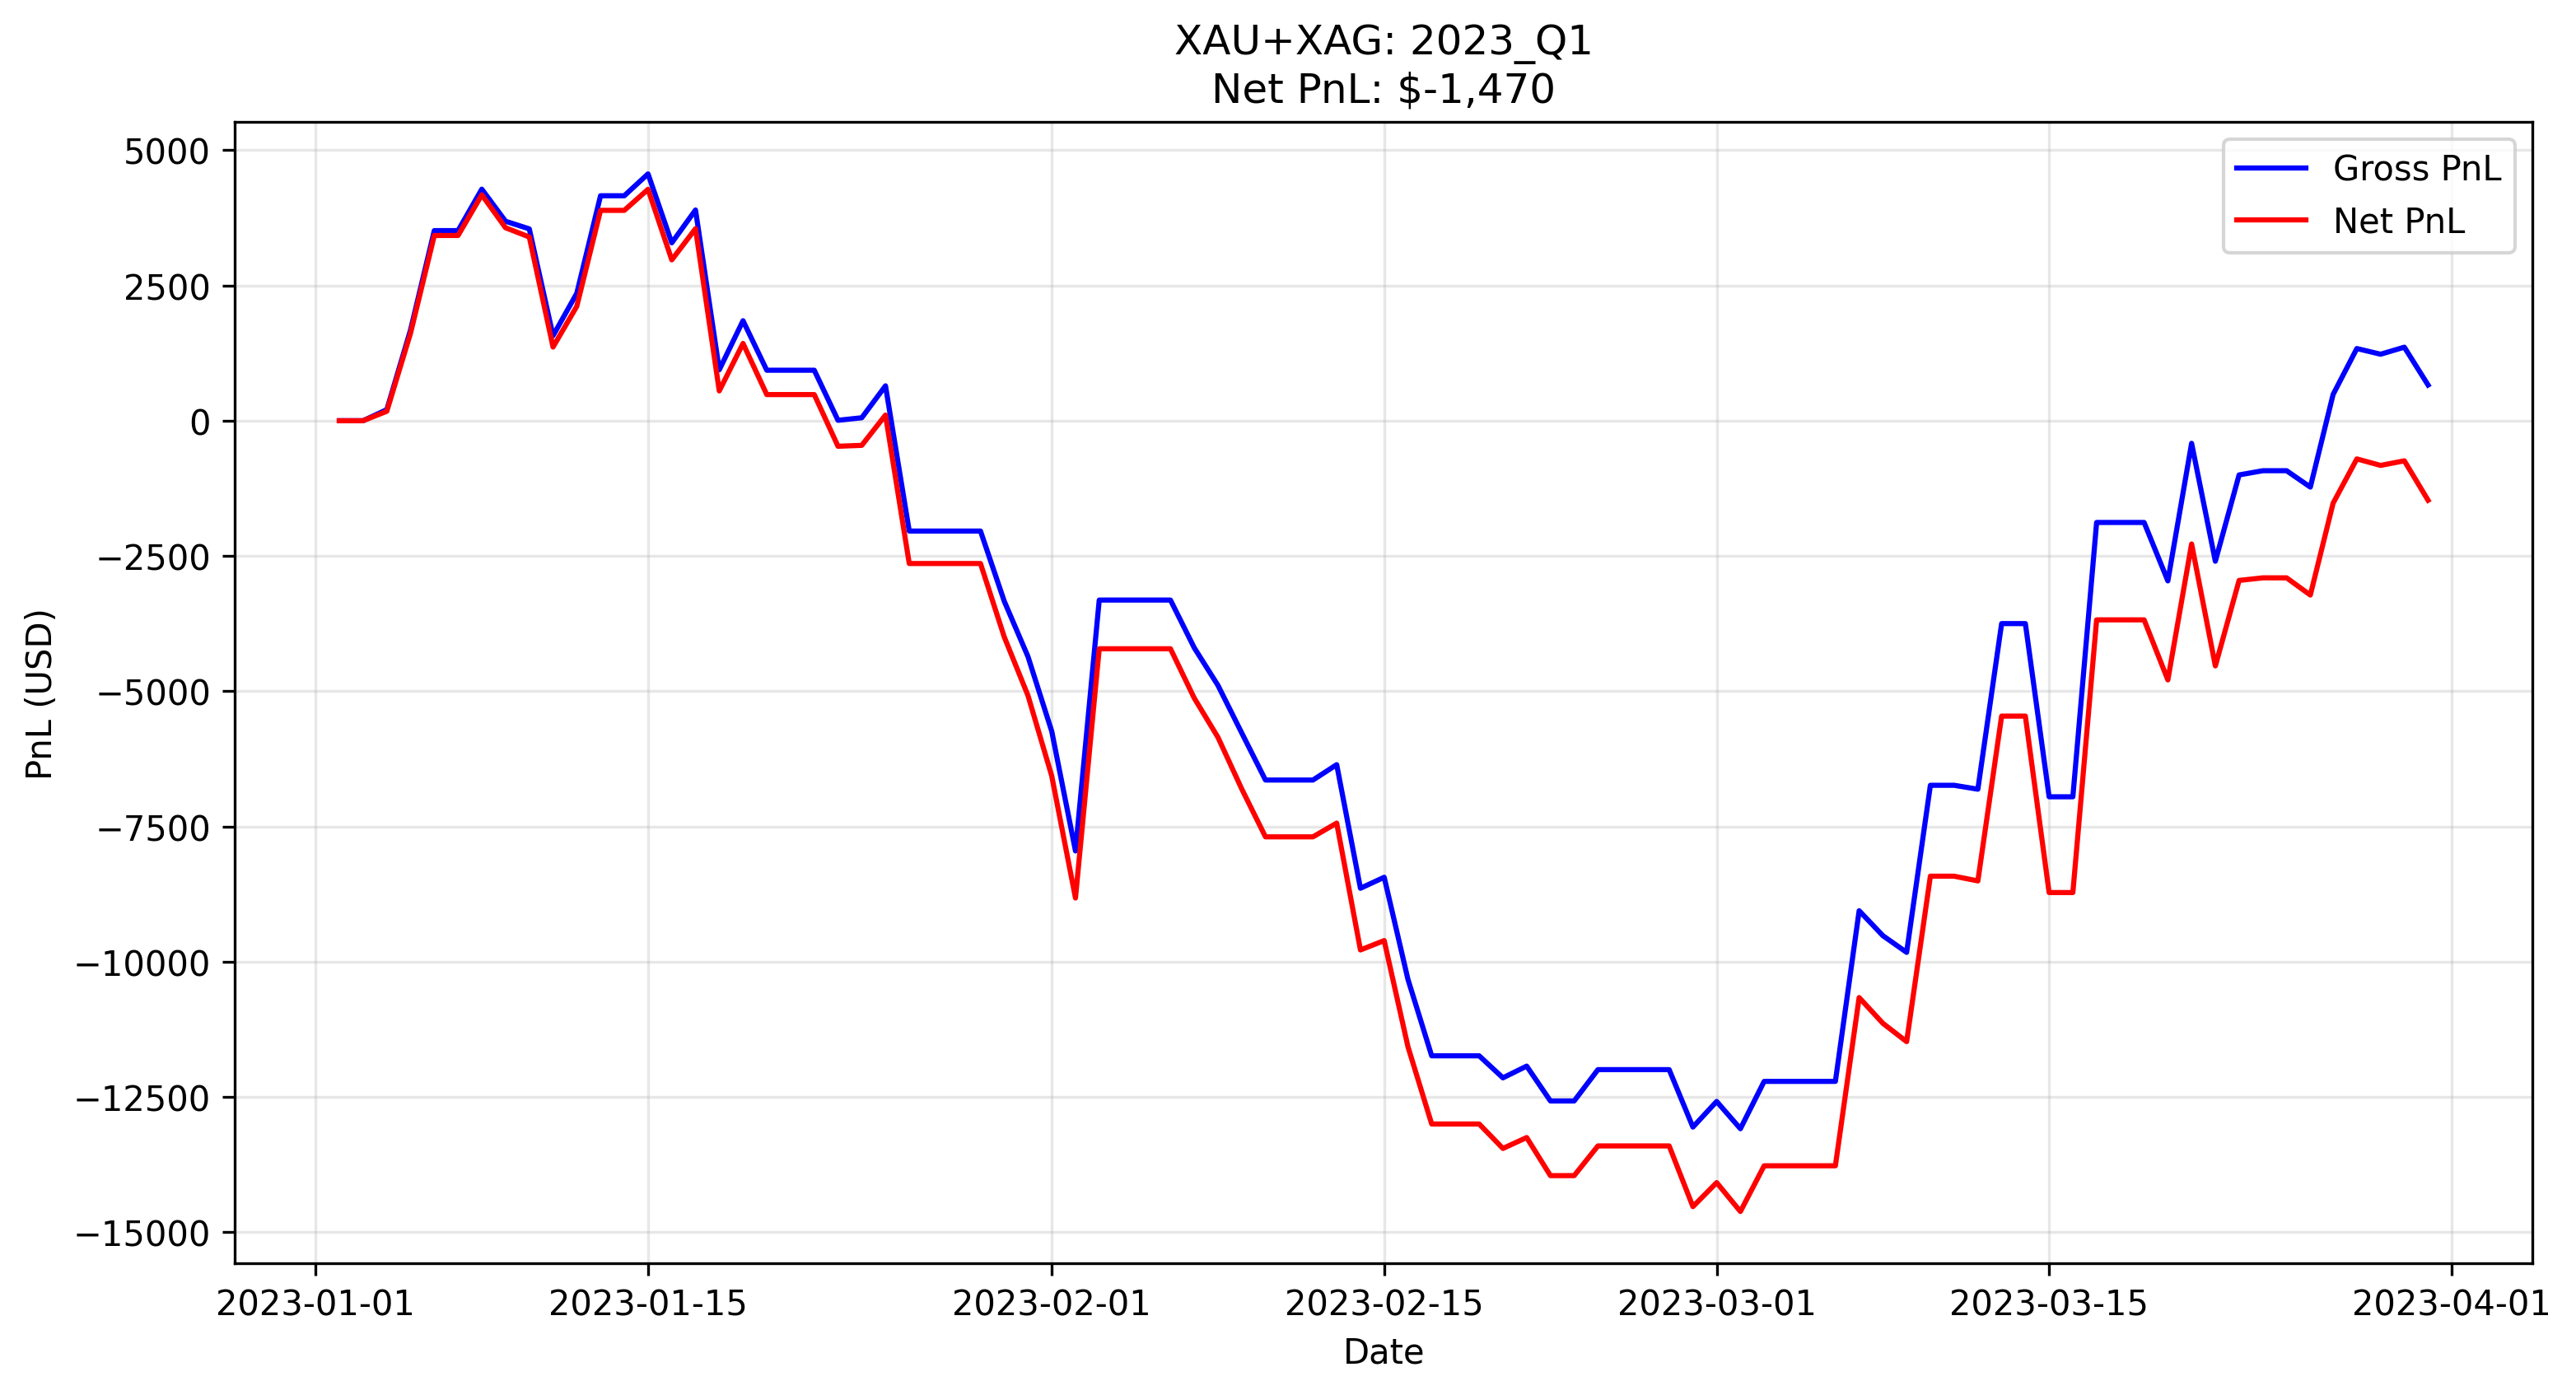 XAU+XAG: 2023_Q1
Net PnL: $-1,470
Gross PnL
Net PnL
PnL (USD)
5000
2500
0
−2500
−5000
−7500
−10000
−12500
−15000
2023-01-01
2023-01-15
2023-02-01
2023-02-15
2023-03-01
2023-03-15
2023-04-01
Date